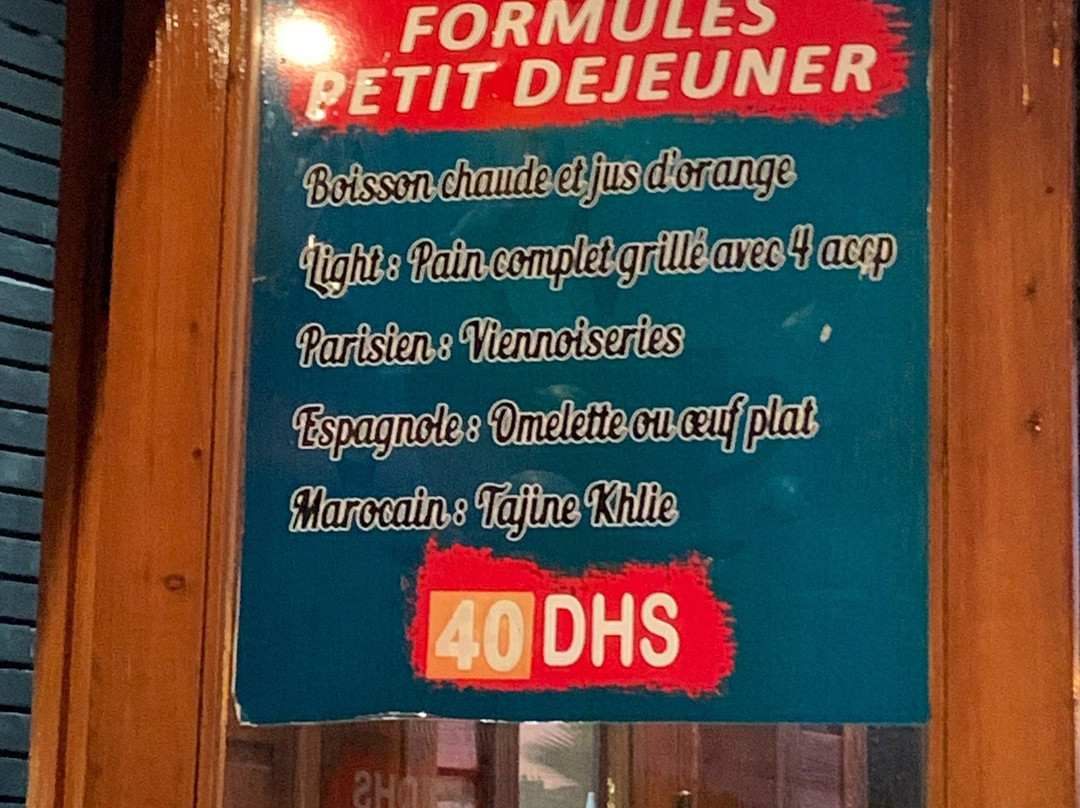 FORMULES
PETIT DEJEUNER
Boisson chaude et jus d'orange
Light : Pain complet grillé avec 4 accp
Parisien : Viennoiseries
Espagnole : Omelette ou œuf plat
Marocain : Tajine Khlie
40 DHS